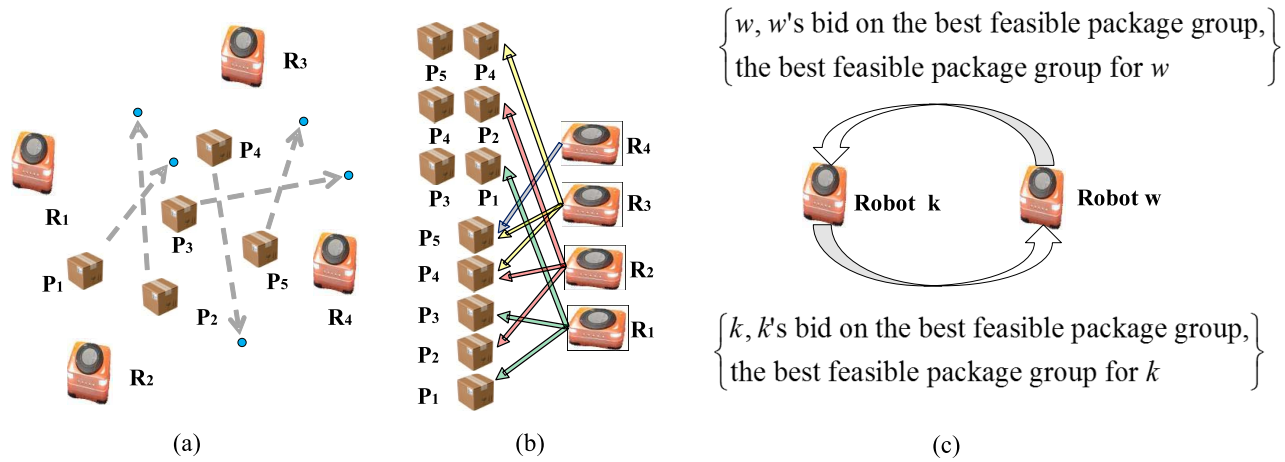 R3
R1
P4
P3
P1
P2
P5
R4
R2
(a)
P5 P4
P4 P2
P3 P1
P5
P4
P3
P2
P1
R4
R3
R2
R1
(b)
w, w's bid on the best feasible package group,
the best feasible package group for w
Robot k
Robot w
k, k's bid on the best feasible package group,
the best feasible package group for k
(c)